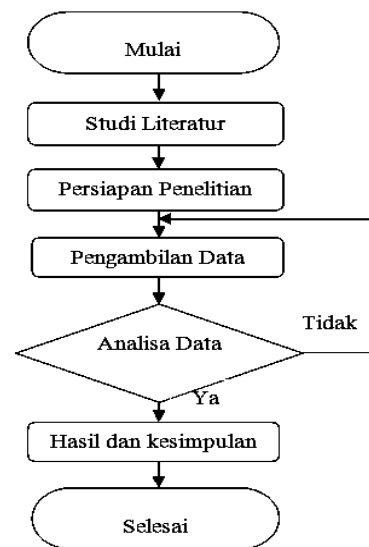 Mulai
Studi Literatur
Persiapan Penelitian
Pengambilan Data
Analisa Data
Tidak
Ya
Hasil dan kesimpulan
Selesai